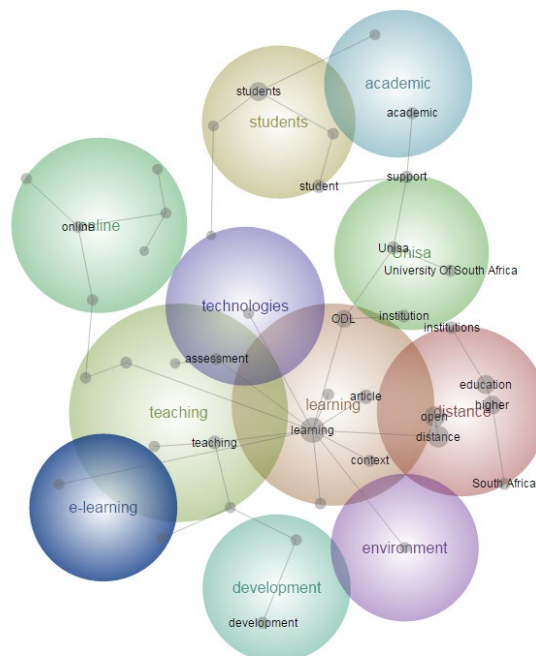 academic
students
students
academic
support
student
online
online
Unisa
Unisa
University Of South Africa
technologies
ODL
institution
institutions
assessment
education
article
learning
higher
teaching
open
distance
learning
distance
teaching
context
South Africa
e-learning
environment
development
development